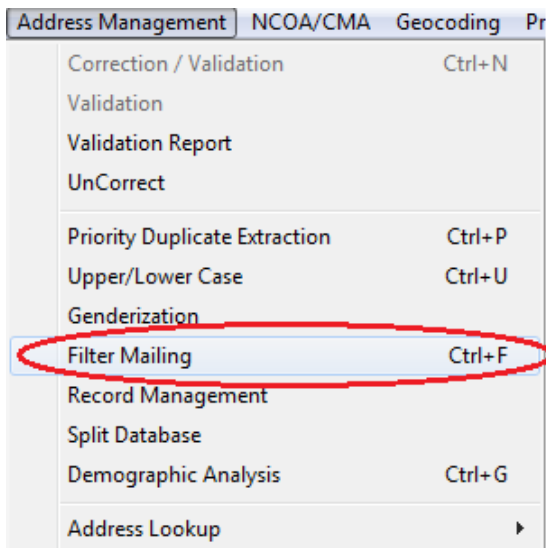 Address Management NCOA/CMA Geocoding Pr
Correction / Validation Ctrl+N
Validation
Validation Report
UnCorrect
Priority Duplicate Extraction Ctrl+P
Upper/Lower Case Ctrl+U
Genderization
Filter Mailing Ctrl+F
Record Management
Split Database
Demographic Analysis Ctrl+G
Address Lookup